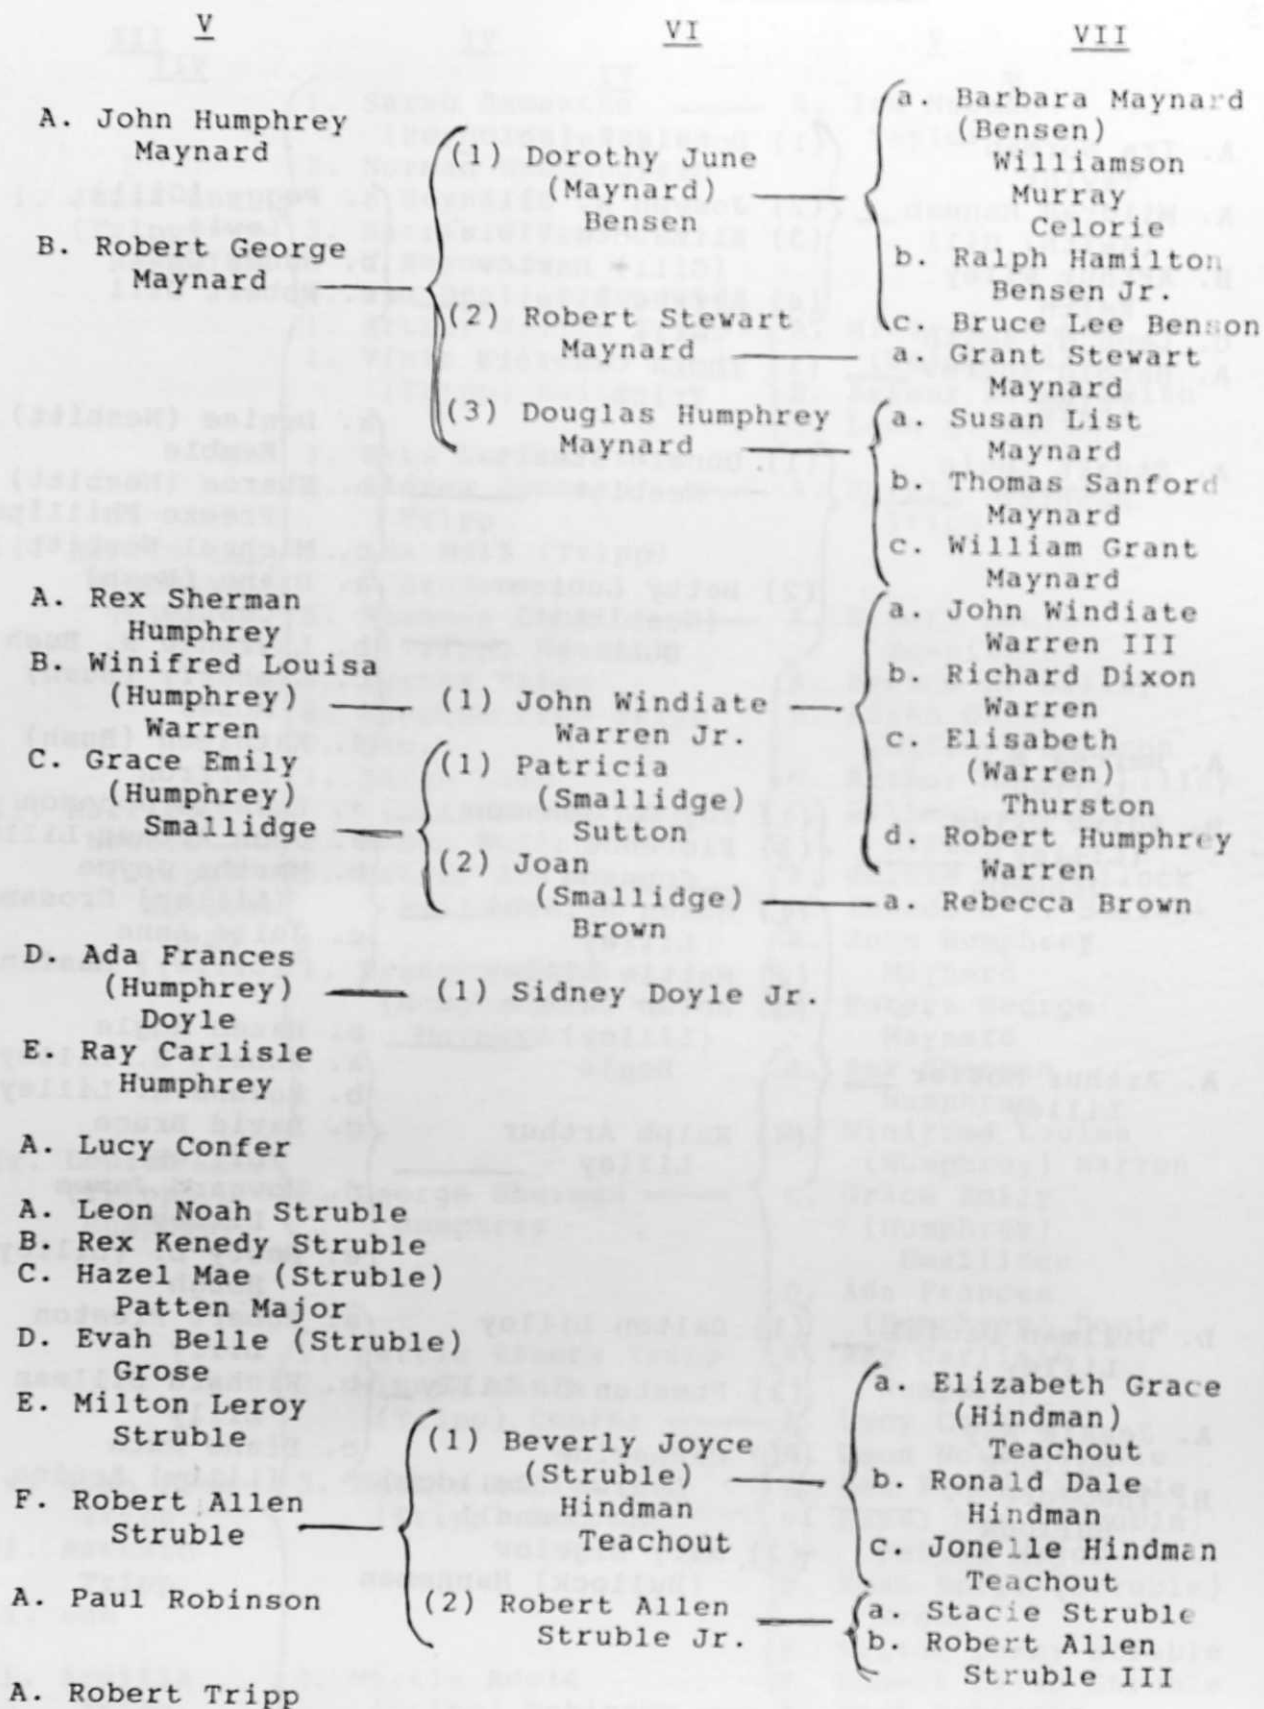 V
A. John Humphrey
Maynard
B. Robert George
Maynard
A. Rex Sherman
Humphrey
B. Winifred Louisa
(Humphrey)
Warren
C. Grace Emily
(Humphrey)
Smallidge
D. Ada Frances
(Humphrey)
Doyle
E. Ray Carlisle
Humphrey
A. Lucy Confer
A. Leon Noah Struble
B. Rex Kenedy Struble
C. Hazel Mae (Struble)
Patten Major
D. Evah Belle (Struble)
Grose
E. Milton Leroy
Struble
F. Robert Allen
Struble
A. Paul Robinson
A. Robert Tripp
VI
(1) Dorothy June
(Maynard)
Bensen
(2) Robert Stewart
Maynard
(3) Douglas Humphrey
Maynard
(1) John Windiate
Warren Jr.
(1) Patricia
(Smallidge)
Sutton
(2) Joan
(Smallidge)
Brown
(1) Sidney Doyle Jr.
(1) Beverly Joyce
(Struble)
Hindman
Teachout
(2) Robert Allen
Struble Jr.
VII
a. Barbara Maynard
(Bensen)
Williamson
Murray
Celorie
b. Ralph Hamilton
Bensen Jr.
c. Bruce Lee Benson
a. Grant Stewart
Maynard
a. Susan List
Maynard
b. Thomas Sanford
Maynard
c. William Grant
Maynard
a. John Windiate
Warren III
b. Richard Dixon
Warren
c. Elisabeth
(Warren)
Thurston
d. Robert Humphrey
Warren
a. Rebecca Brown
a. Elizabeth Grace
(Hindman)
Teachout
b. Ronald Dale
Hindman
c. Jonelle Hindman
Teachout
a. Stacie Struble
b. Robert Allen
Struble III